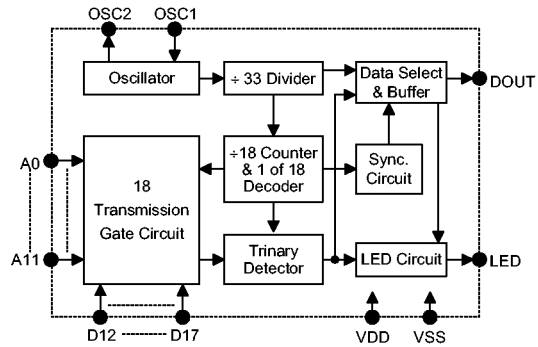 OSC2 OSC1
Oscillator
÷ 33 Divider
Data Select
& Buffer
DOUT
A0
18
Transmission
Gate Circuit
÷18 Counter
& 1 of 18
Decoder
Sync.
Circuit
A11
Trinary
Detector
LED Circuit
LED
D12 D17
VDD VSS